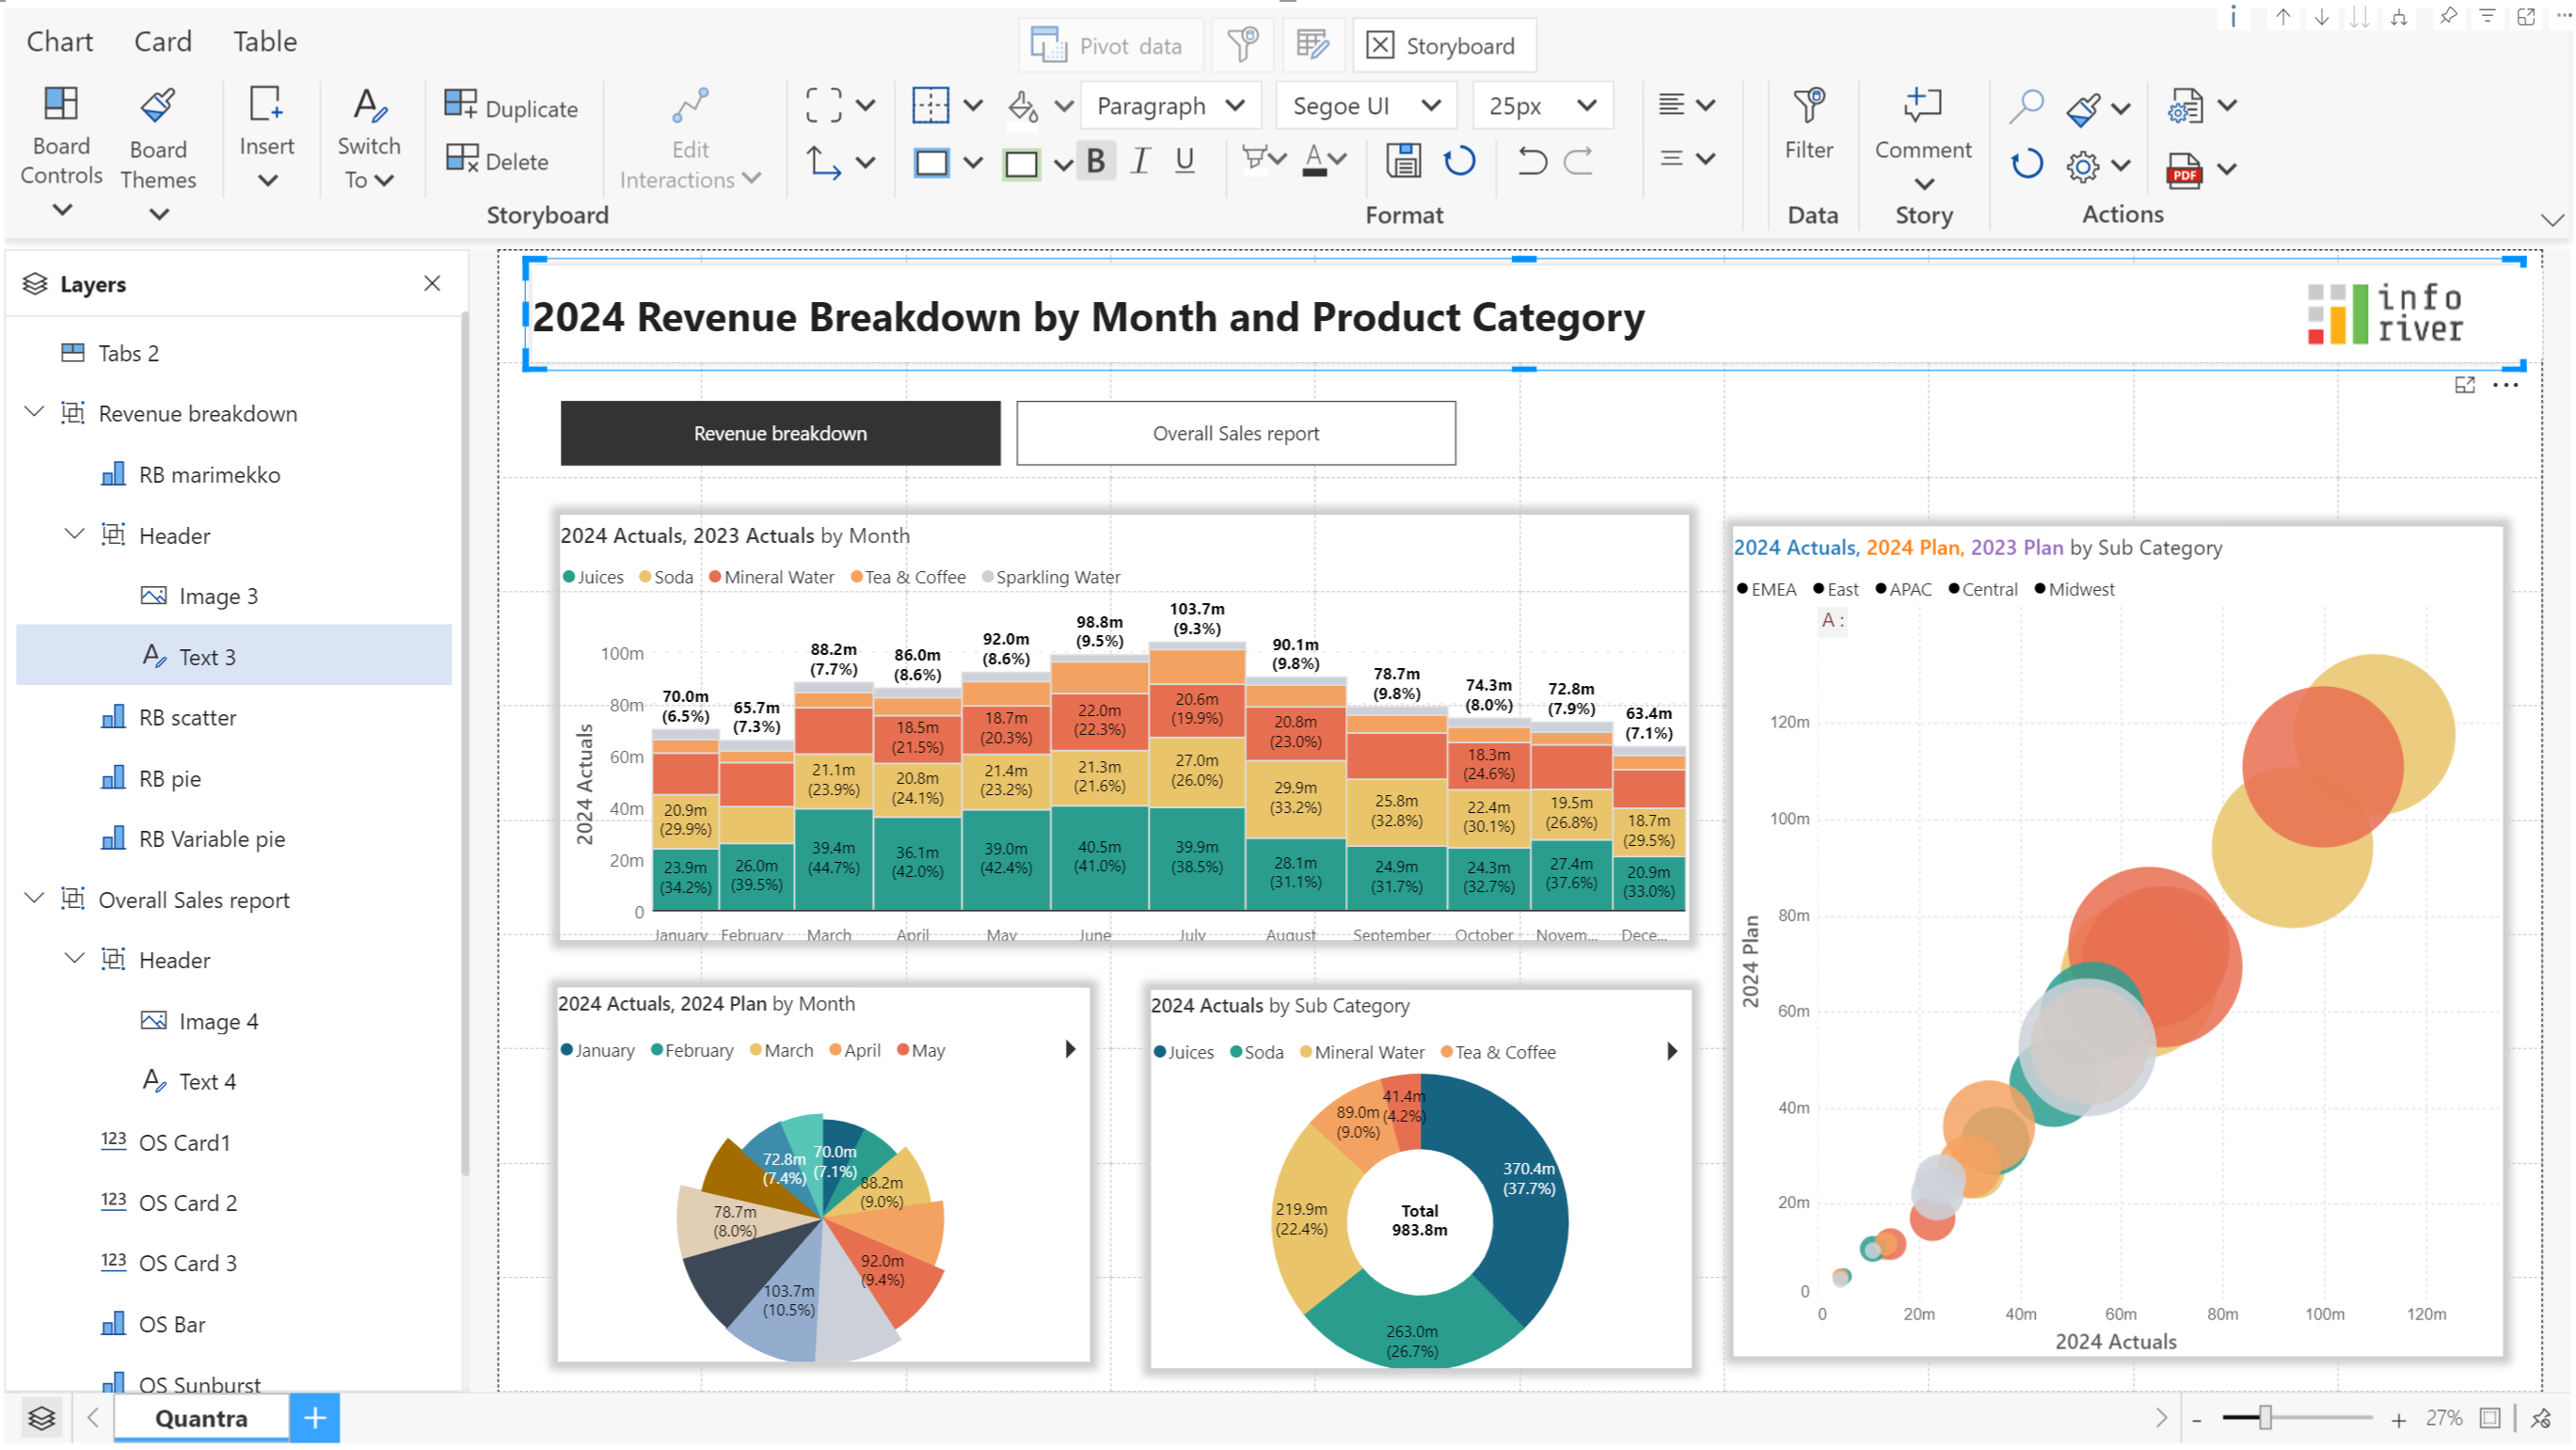 Chart Card Table
Pivot data
Storyboard
Board Controls
Board Themes
Insert
Switch To
Duplicate
Delete
Edit Interactions
Storyboard
Paragraph
Segoe UI
25px
B I U
A
Format
Filter
Data
Comment
Story
PDF
Actions
Layers
Tabs 2
Revenue breakdown
RB marimekko
Header
Image 3
Text 3
RB scatter
RB pie
RB Variable pie
Overall Sales report
Header
Image 4
Text 4
123 OS Card1
123 OS Card 2
123 OS Card 3
OS Bar
OS Sunburst
2024 Revenue Breakdown by Month and Product Category
info
river
Revenue breakdown
Overall Sales report
2024 Actuals, 2023 Actuals by Month
Juices Soda Mineral Water Tea & Coffee Sparkling Water
2024 Actuals
100m
80m
60m
40m
20m
0
70.0m
(6.5%)
65.7m
(7.3%)
88.2m
(7.7%)
86.0m
(8.6%)
92.0m
(8.6%)
98.8m
(9.5%)
103.7m
(9.3%)
90.1m
(9.8%)
78.7m
(9.8%)
74.3m
(8.0%)
72.8m
(7.9%)
63.4m
(7.1%)
18.5m
(21.5%)
18.7m
(20.3%)
22.0m
(22.3%)
20.6m
(19.9%)
20.8m
(23.0%)
18.3m
(24.6%)
20.9m
(29.9%)
21.1m
(23.9%)
20.8m
(24.1%)
21.4m
(23.2%)
21.3m
(21.6%)
27.0m
(26.0%)
29.9m
(33.2%)
25.8m
(32.8%)
22.4m
(30.1%)
19.5m
(26.8%)
18.7m
(29.5%)
23.9m
(34.2%)
26.0m
(39.5%)
39.4m
(44.7%)
36.1m
(42.0%)
39.0m
(42.4%)
40.5m
(41.0%)
39.9m
(38.5%)
28.1m
(31.1%)
24.9m
(31.7%)
24.3m
(32.7%)
27.4m
(37.6%)
20.9m
(33.0%)
January February March April May June July August September October Novem... Dece...
2024 Actuals, 2024 Plan by Month
January February March April May
72.8m
(7.4%)
70.0m
(7.1%)
88.2m
(9.0%)
78.7m
(8.0%)
92.0m
(9.4%)
103.7m
(10.5%)
2024 Actuals by Sub Category
Juices Soda Mineral Water Tea & Coffee
41.4m
(4.2%)
89.0m
(9.0%)
370.4m
(37.7%)
219.9m
(22.4%)
Total
983.8m
263.0m
(26.7%)
2024 Actuals, 2024 Plan, 2023 Plan by Sub Category
EMEA East APAC Central Midwest
A :
2024 Plan
120m
100m
80m
60m
40m
20m
0
0 20m 40m 60m 80m 100m 120m
2024 Actuals
Quantra
27%